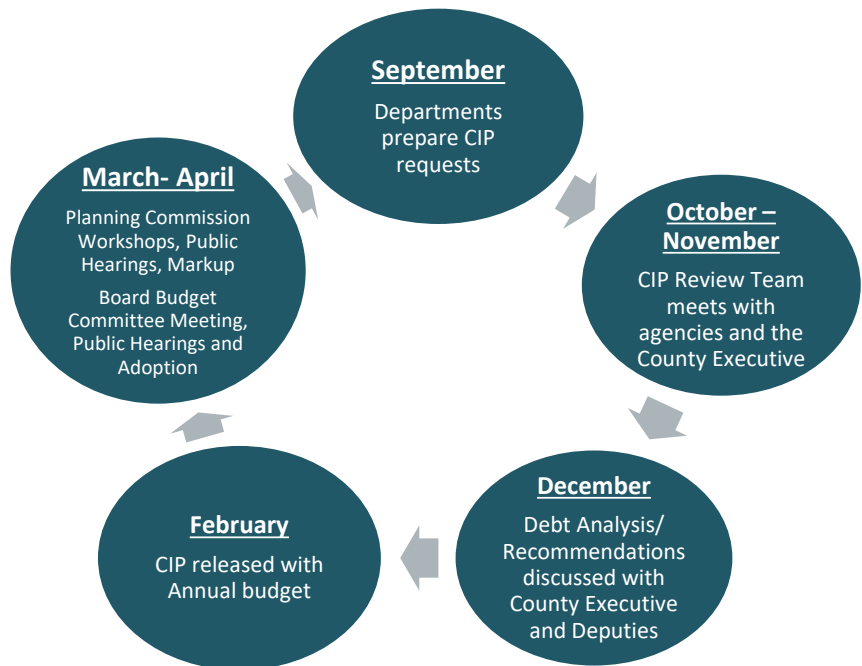 September
Departments
prepare CIP
requests
October –
November
CIP Review Team
meets with
agencies and the
County Executive
December
Debt Analysis/
Recommendations
discussed with
County Executive
and Deputies
February
CIP released with
Annual budget
March- April
Planning Commission
Workshops, Public
Hearings, Markup
Board Budget
Committee Meeting,
Public Hearings and
Adoption